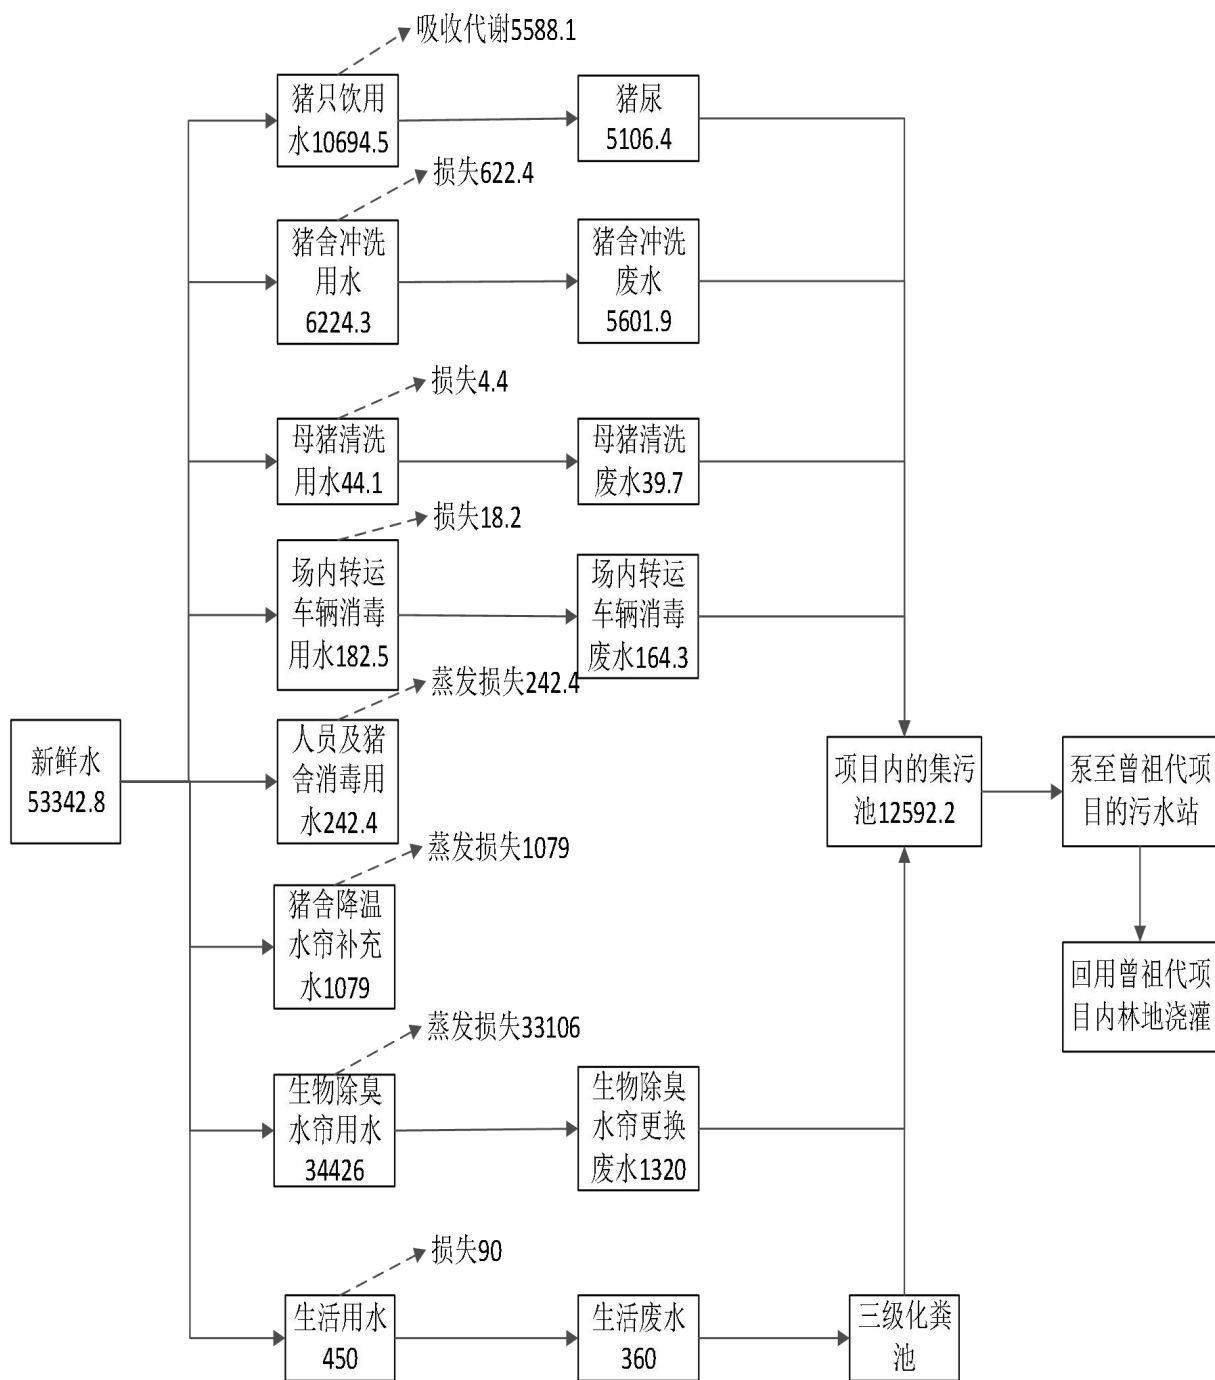 吸收代谢5588.1
猪只饮用
水10694.5
猪尿
5106.4
损失622.4
猪舍冲洗
用水
6224.3
猪舍冲洗
废水
5601.9
损失4.4
母猪清洗
用水44.1
母猪清洗
废水39.7
损失18.2
场内转运
车辆消毒
用水182.5
场内转运
车辆消毒
废水164.3
蒸发损失242.4
新鲜水
53342.8
人员及猪
舍消毒用
水242.4
项目内的集污
池12592.2
泵至曾祖代项
目的污水站
蒸发损失1079
猪舍降温
水帘补充
水1079
回用曾祖代项
目内林地浇灌
蒸发损失33106
生物除臭
水帘用水
34426
生物除臭
水帘更换
废水1320
损失90
生活用水
450
生活废水
360
三级化粪
池